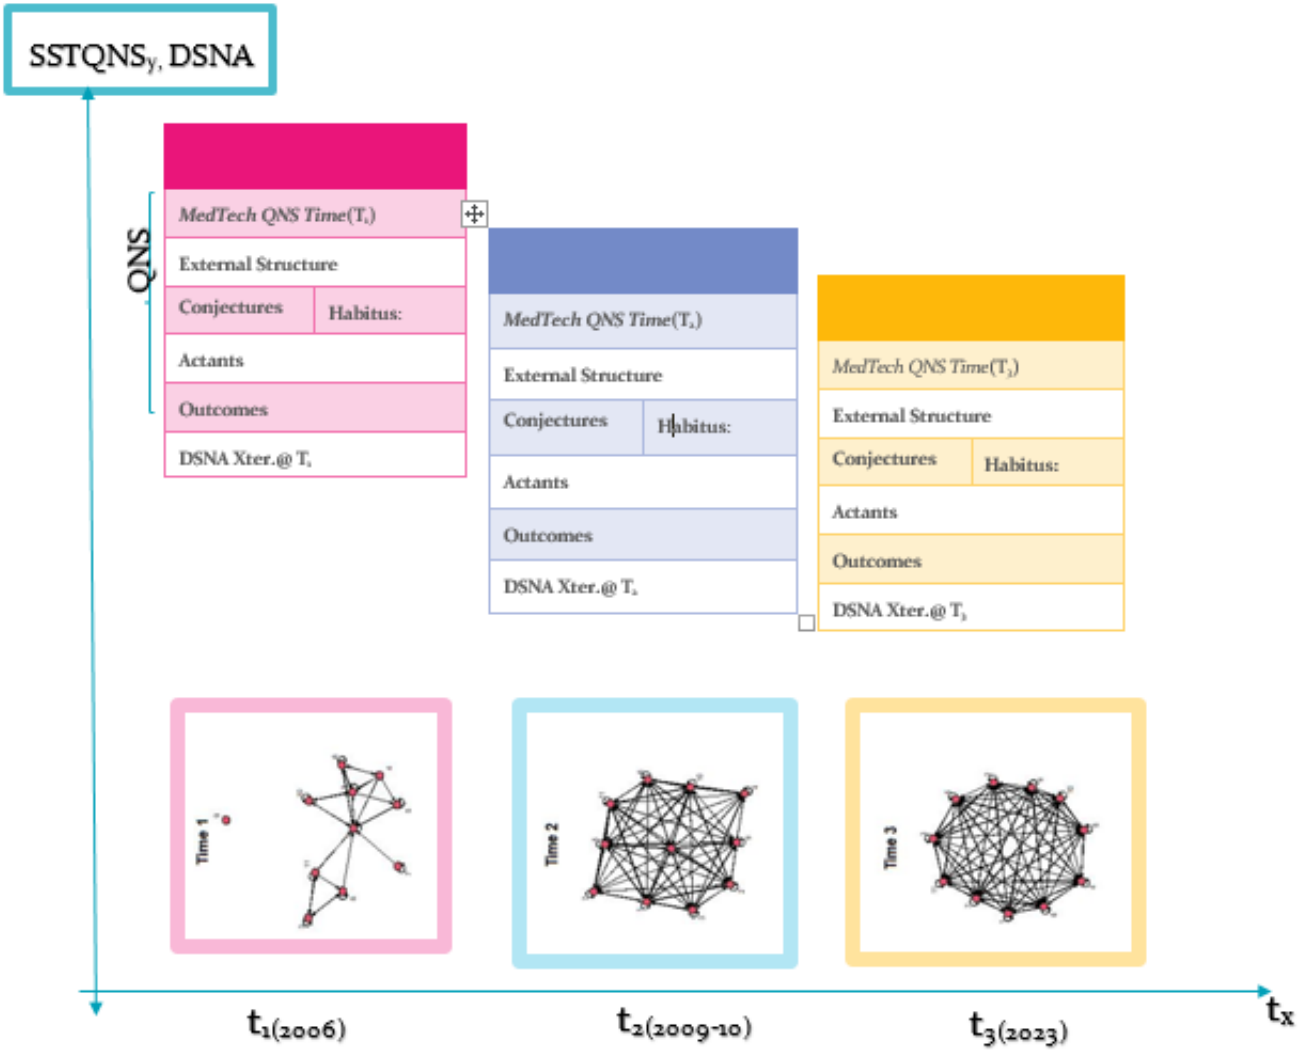 SSTQNSy, DSNA
QNS
MedTech QNS Time(T₁)
External Structure
Conjectures
Habitus:
Actants
Outcomes
DSNA Xter.@ T₁
MedTech QNS Time(T₂)
External Structure
Conjectures
Habitus:
Actants
Outcomes
DSNA Xter.@ T₂
MedTech QNS Time(T₃)
External Structure
Conjectures
Habitus:
Actants
Outcomes
DSNA Xter.@ T₃
Time 1
Time 2
Time 3
t1(2006)
t2(2009-10)
t3(2023)
tx